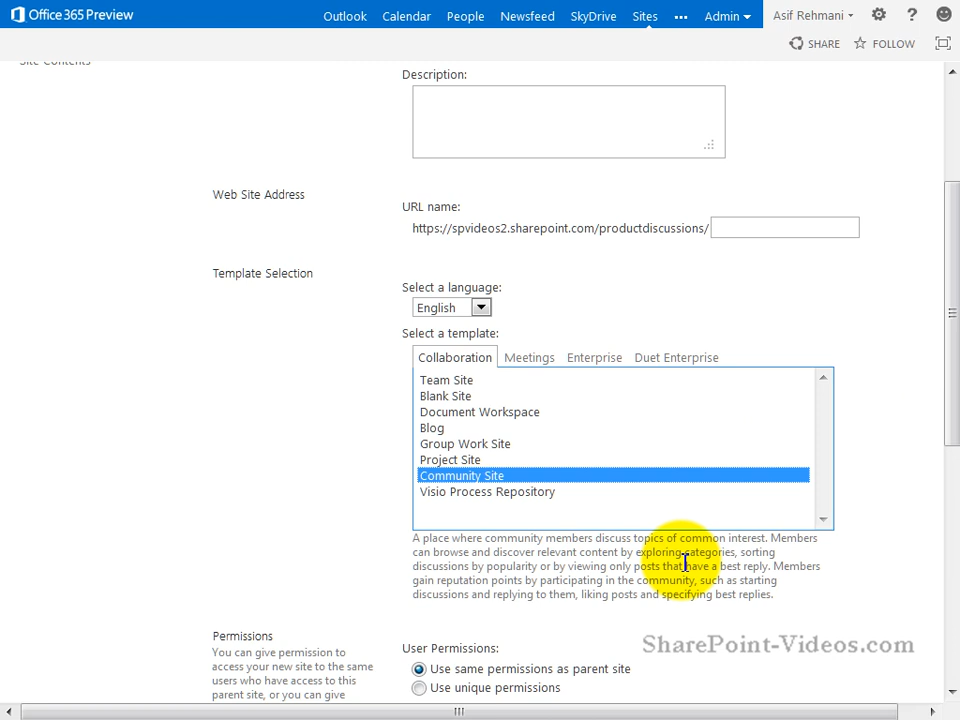 Office 365 Preview
Outlook Calendar People Newsfeed SkyDrive Sites ••• Admin
Asif Rehmani
?
SHARE FOLLOW
Site Contents
Description:
Web Site Address
URL name:
https://spvideos2.sharepoint.com/productdiscussions/
Template Selection
Select a language:
English
Select a template:
Collaboration Meetings Enterprise Duet Enterprise
Team Site
Blank Site
Document Workspace
Blog
Group Work Site
Project Site
Community Site
Visio Process Repository
A place where community members discuss topics of common interest. Members
can browse and discover relevant content by exploring categories, sorting
discussions by popularity or by viewing only posts that have a best reply. Members
gain reputation points by participating in the community, such as starting
discussions and replying to them, liking posts and specifying best replies.
Permissions
You can give permission to
access your new site to the same
users who have access to this
parent site, or you can give
User Permissions:
Use same permissions as parent site
Use unique permissions
SharePoint-Videos.com